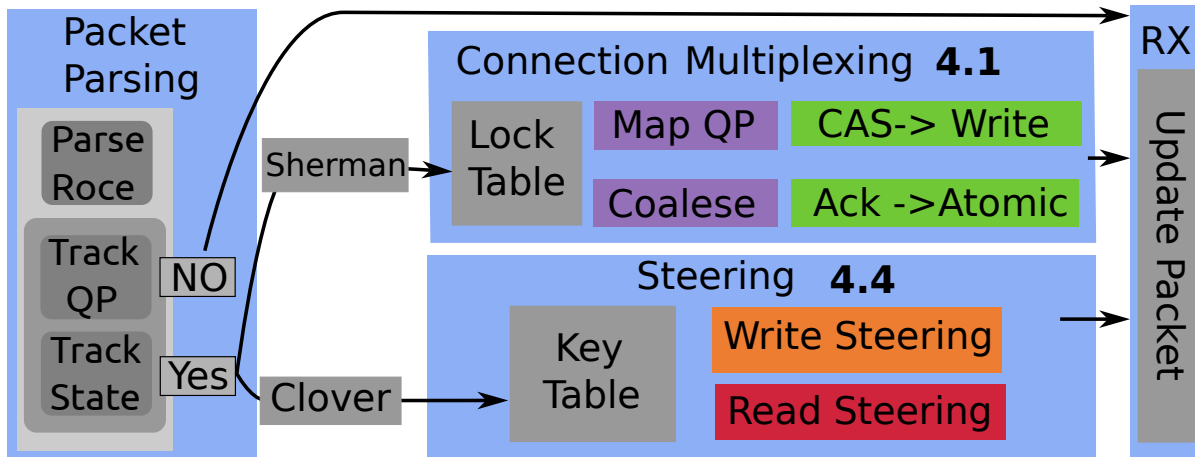 Packet
Parsing
Parse
Roce
Track
QP
Track
State
NO
Yes
Sherman
Clover
Connection Multiplexing 4.1
Lock
Table
Map QP
CAS-> Write
Coalese
Ack ->Atomic
Steering 4.4
Key
Table
Write Steering
Read Steering
RX
Update Packet